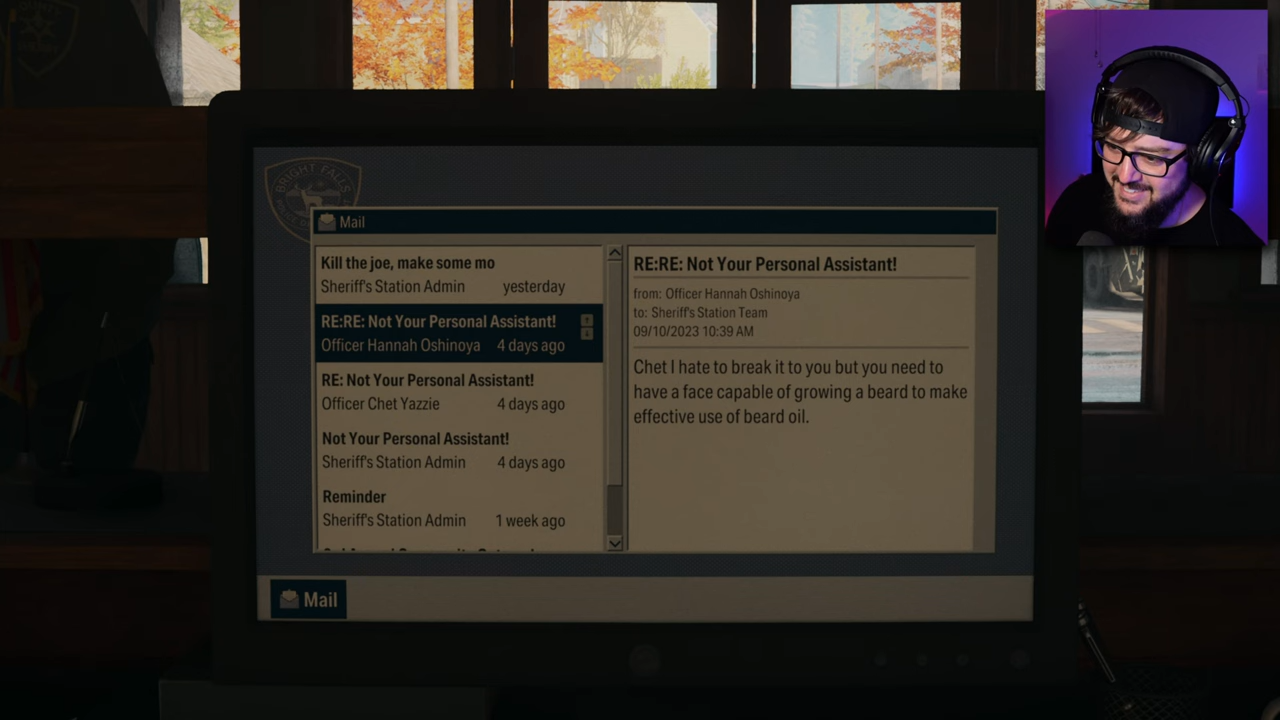 BRIGHT FALLS
Mail
Kill the joe, make some mo
Sheriff's Station Admin yesterday
RE:RE: Not Your Personal Assistant!
Officer Hannah Oshinoya 4 days ago
RE: Not Your Personal Assistant!
Officer Chet Yazzie 4 days ago
Not Your Personal Assistant!
Sheriff's Station Admin 4 days ago
Reminder
Sheriff's Station Admin 1 week ago
RE:RE: Not Your Personal Assistant!
from: Officer Hannah Oshinoya
to: Sheriff's Station Team
09/10/2023 10:39 AM
Chet I hate to break it to you but you need to
have a face capable of growing a beard to make
effective use of beard oil.
Mail